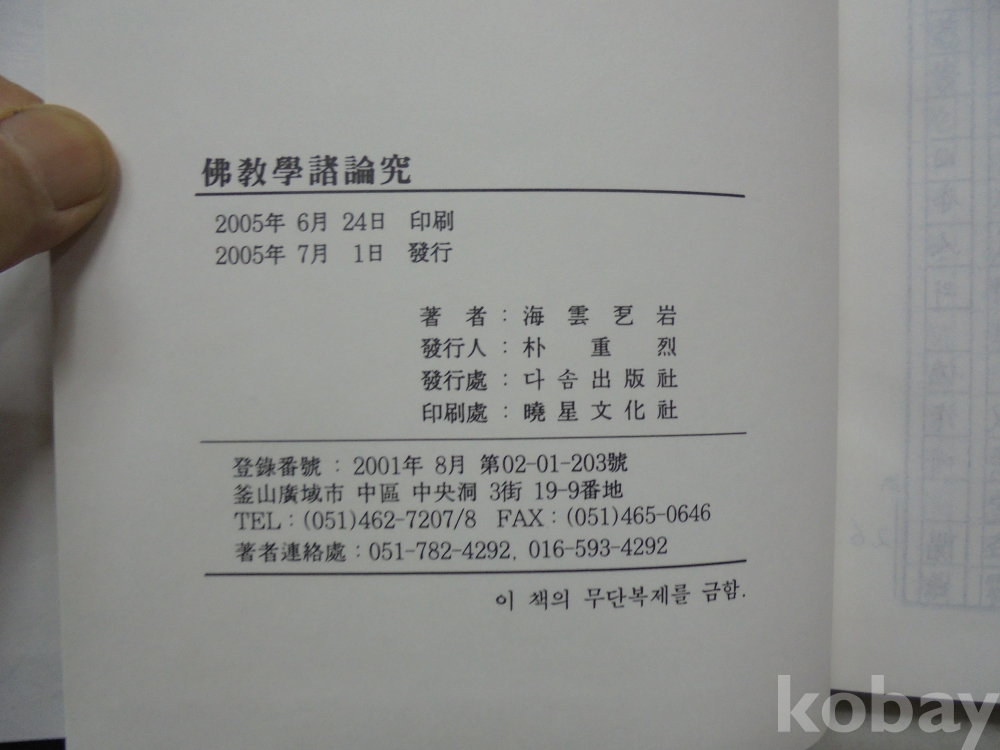 佛教學諸論究
2005年 6月 24日 印刷
2005年 7月 1日 發行
著 者 : 海 雲 乭 岩
發行人 : 朴 重 烈
發行處 : 다 솜 出 版 社
印刷處 : 曉 星 文 化 社
登錄番號 : 2001年 8月 第02-01-203號
釜山廣域市 中區 中央洞 3街 19-9番地
TEL : (051)462-7207/8 FAX : (051)465-0646
著者連絡處 : 051-782-4292, 016-593-4292
이 책의 무단복제를 금함.
kobay